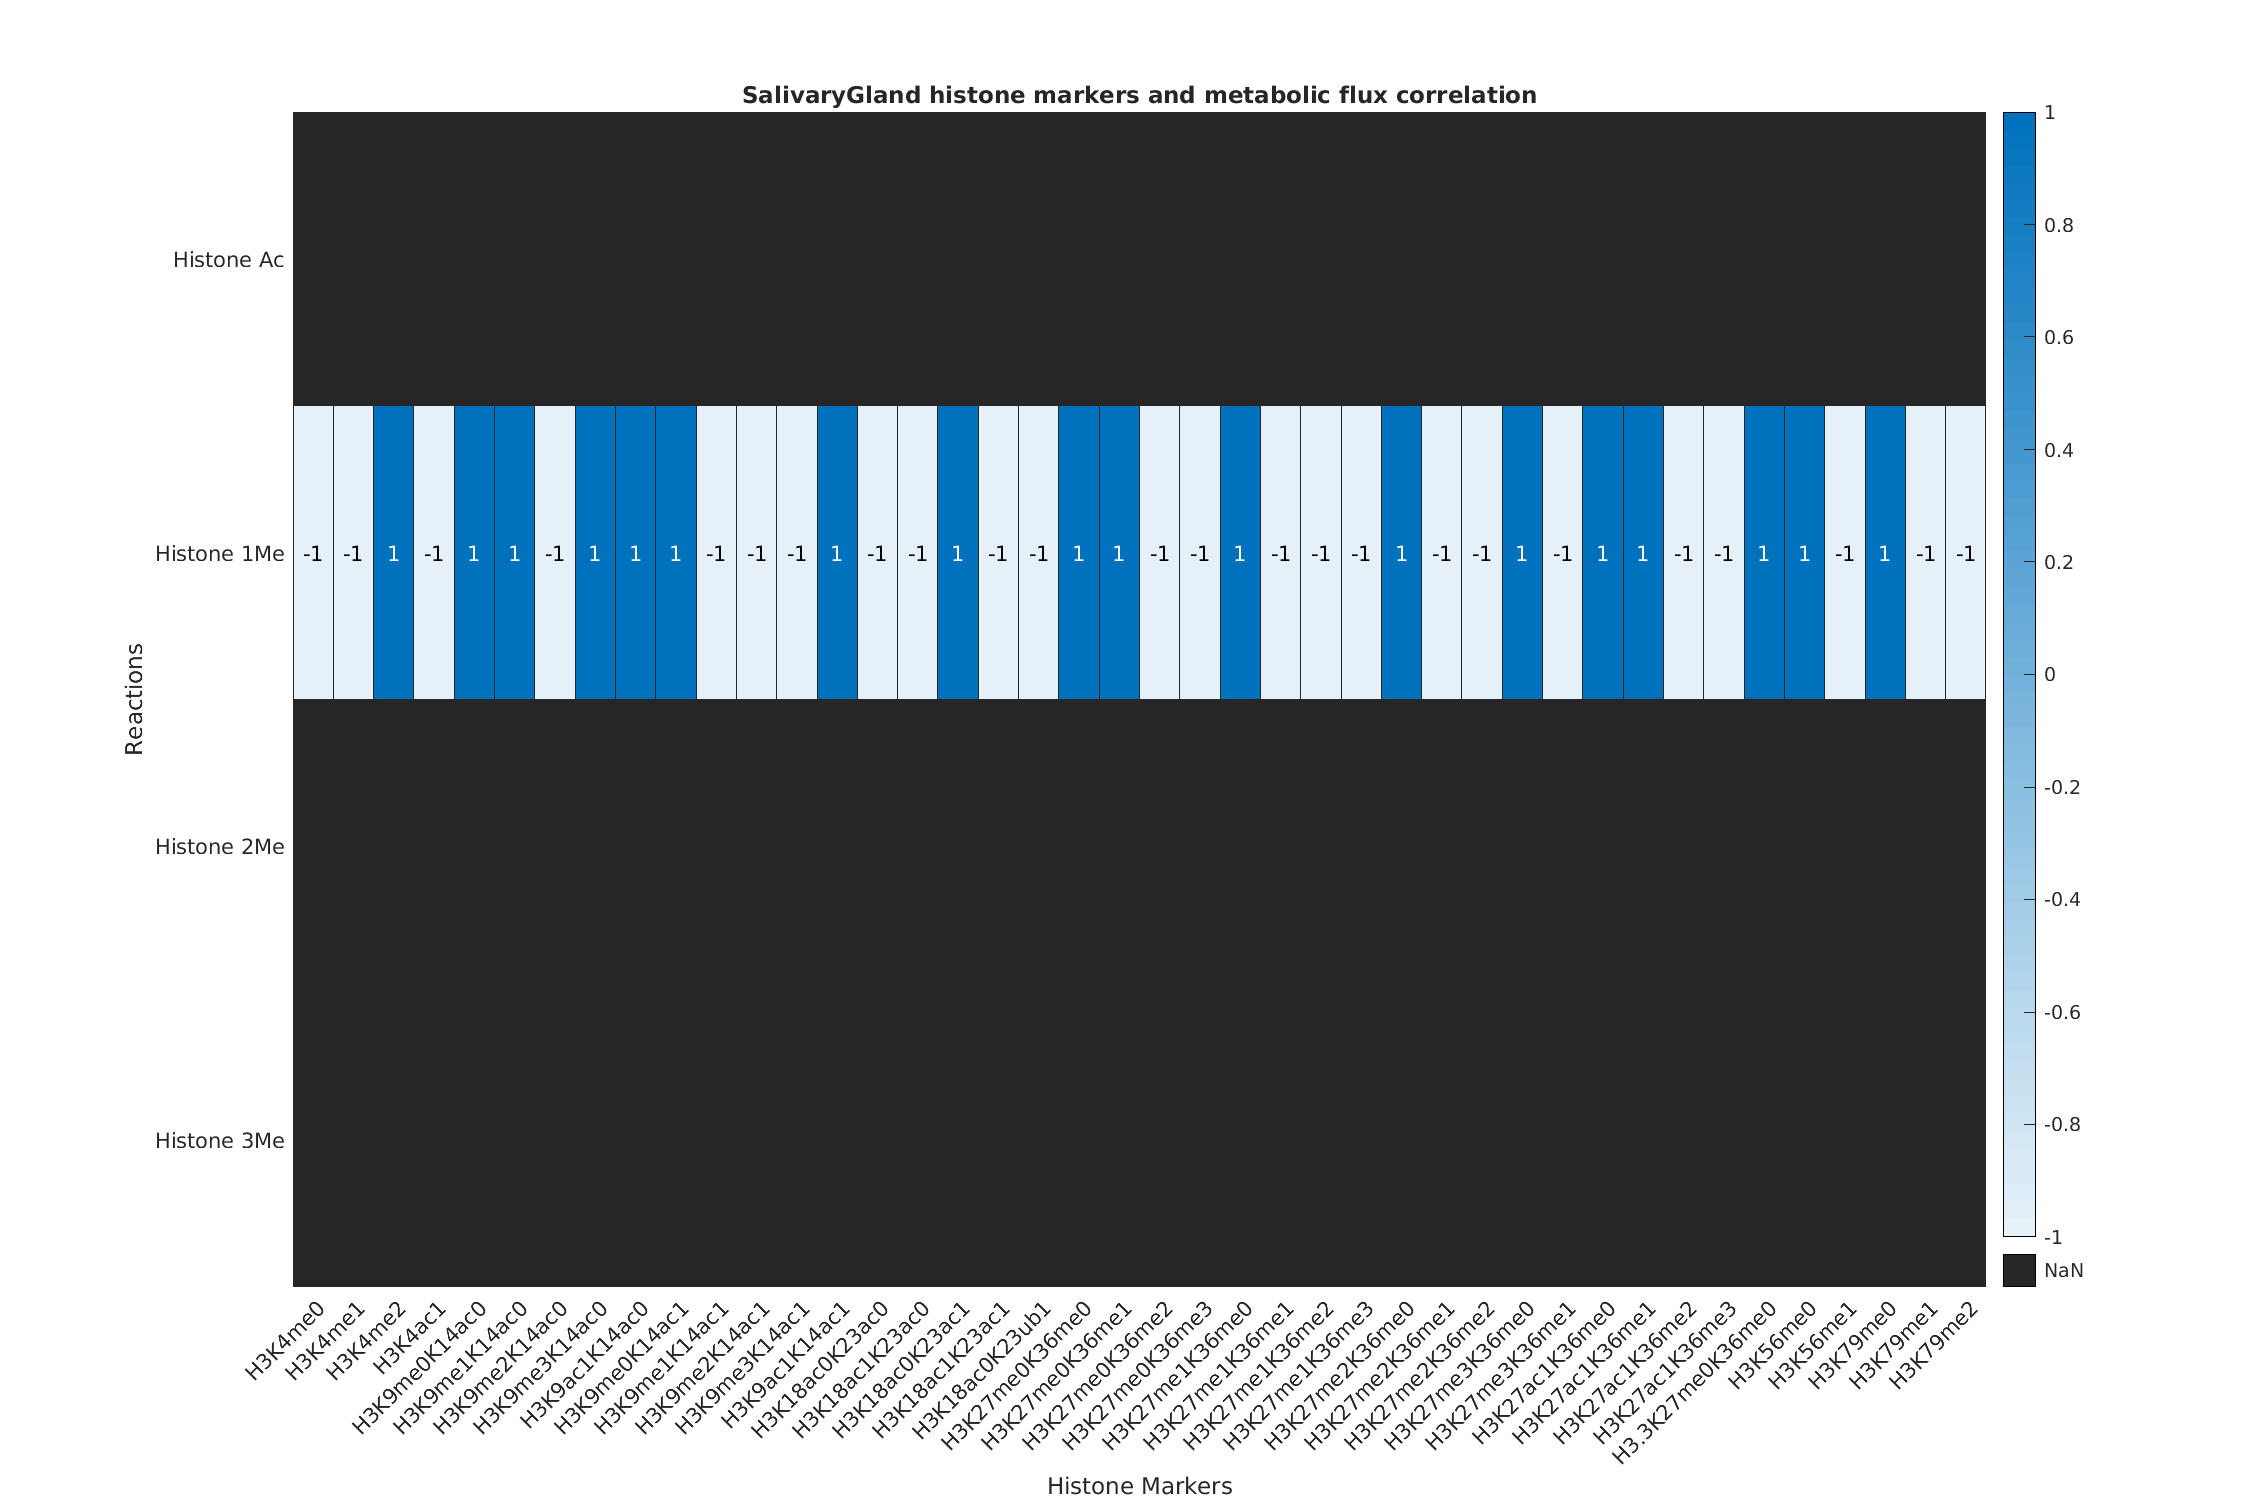 SalivaryGland histone markers and metabolic flux correlation
Reactions
Histone Ac
Histone 1Me
Histone 2Me
Histone 3Me
-1 -1 1 -1 1 1 -1 1 1 1 -1 -1 -1 1 -1 -1 1 -1 -1 1 1 -1 -1 1 -1 -1 -1 1 -1 -1 1 -1 1 1 -1 -1 1 1 -1 1 -1 -1
1
0.8
0.6
0.4
0.2
0
-0.2
-0.4
-0.6
-0.8
-1
NaN
H3K4me0
H3K4me1
H3K4me2
H3K4ac1
H3K9me0K14ac0
H3K9me1K14ac0
H3K9me2K14ac0
H3K9me3K14ac0
H3K9ac1K14ac0
H3K9me0K14ac1
H3K9me1K14ac1
H3K9me2K14ac1
H3K9me3K14ac1
H3K9ac1K14ac1
H3K18ac0K23ac0
H3K18ac1K23ac0
H3K18ac0K23ac1
H3K18ac1K23ac1
H3K18ac0K23ub1
H3K27me0K36me0
H3K27me0K36me1
H3K27me0K36me2
H3K27me0K36me3
H3K27me1K36me0
H3K27me1K36me1
H3K27me1K36me2
H3K27me1K36me3
H3K27me2K36me0
H3K27me2K36me1
H3K27me2K36me2
H3K27me3K36me0
H3K27me3K36me1
H3K27ac1K36me0
H3K27ac1K36me1
H3K27ac1K36me2
H3K27ac1K36me3
H3.3K27me0K36me0
H3K56me0
H3K56me1
H3K79me0
H3K79me1
H3K79me2
Histone Markers